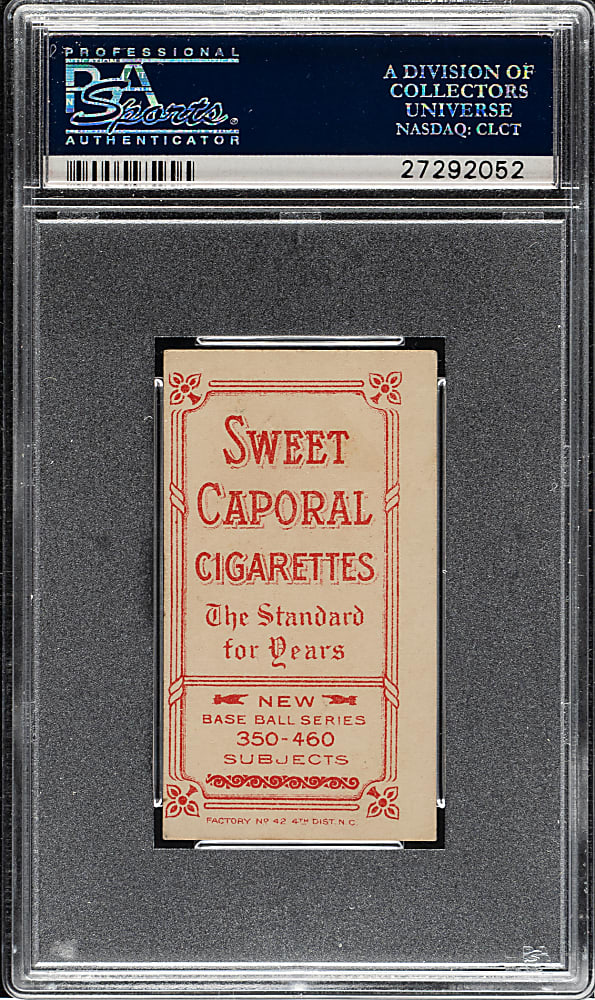 PROFESSIONAL
PSA
Sports.
AUTHENTICATOR
A DIVISION OF
COLLECTORS
UNIVERSE
NASDAQ: CLCT
27292052
SWEET
CAPORAL
CIGARETTES
The Standard
for Years
NEW
BASE BALL SERIES
350-460
SUBJECTS
FACTORY Nº 42 4TH DIST. N.C.